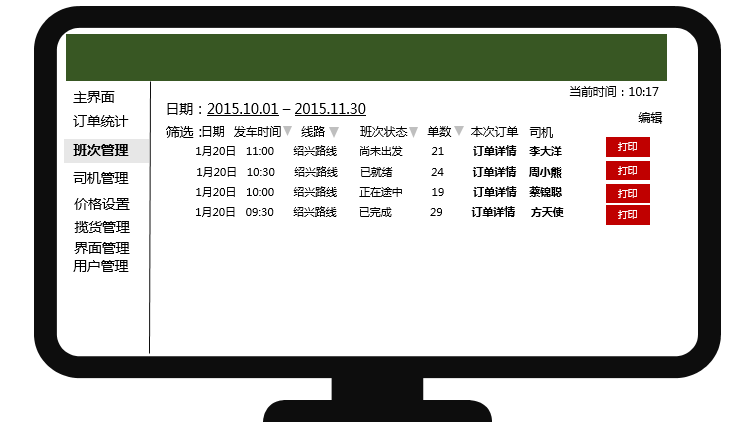 当前时间：10:17
主界面
订单统计
班次管理
司机管理
价格设置
揽货管理
界面管理
用户管理
日期：2015.10.01 – 2015.11.30
编辑
筛选：日期 发车时间 线路 班次状态 单数 本次订单 司机
1月20日 11:00 绍兴路线 尚未出发 21 订单详情 李大洋 打印
1月20日 10:30 绍兴路线 已就绪 24 订单详情 周小熊 打印
1月20日 10:00 绍兴路线 正在途中 19 订单详情 蔡锦聪 打印
1月20日 09:30 绍兴路线 已完成 29 订单详情 方天使 打印